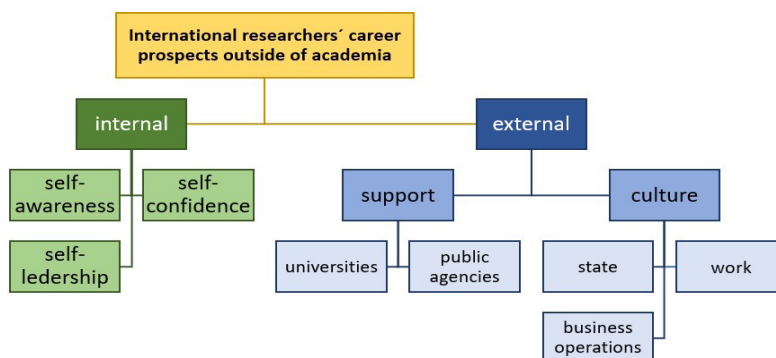 International researchers´ career
prospects outside of academia
internal
external
self-
awareness
self-
confidence
self-
ledership
support
culture
universities
public
agencies
state
work
business
operations